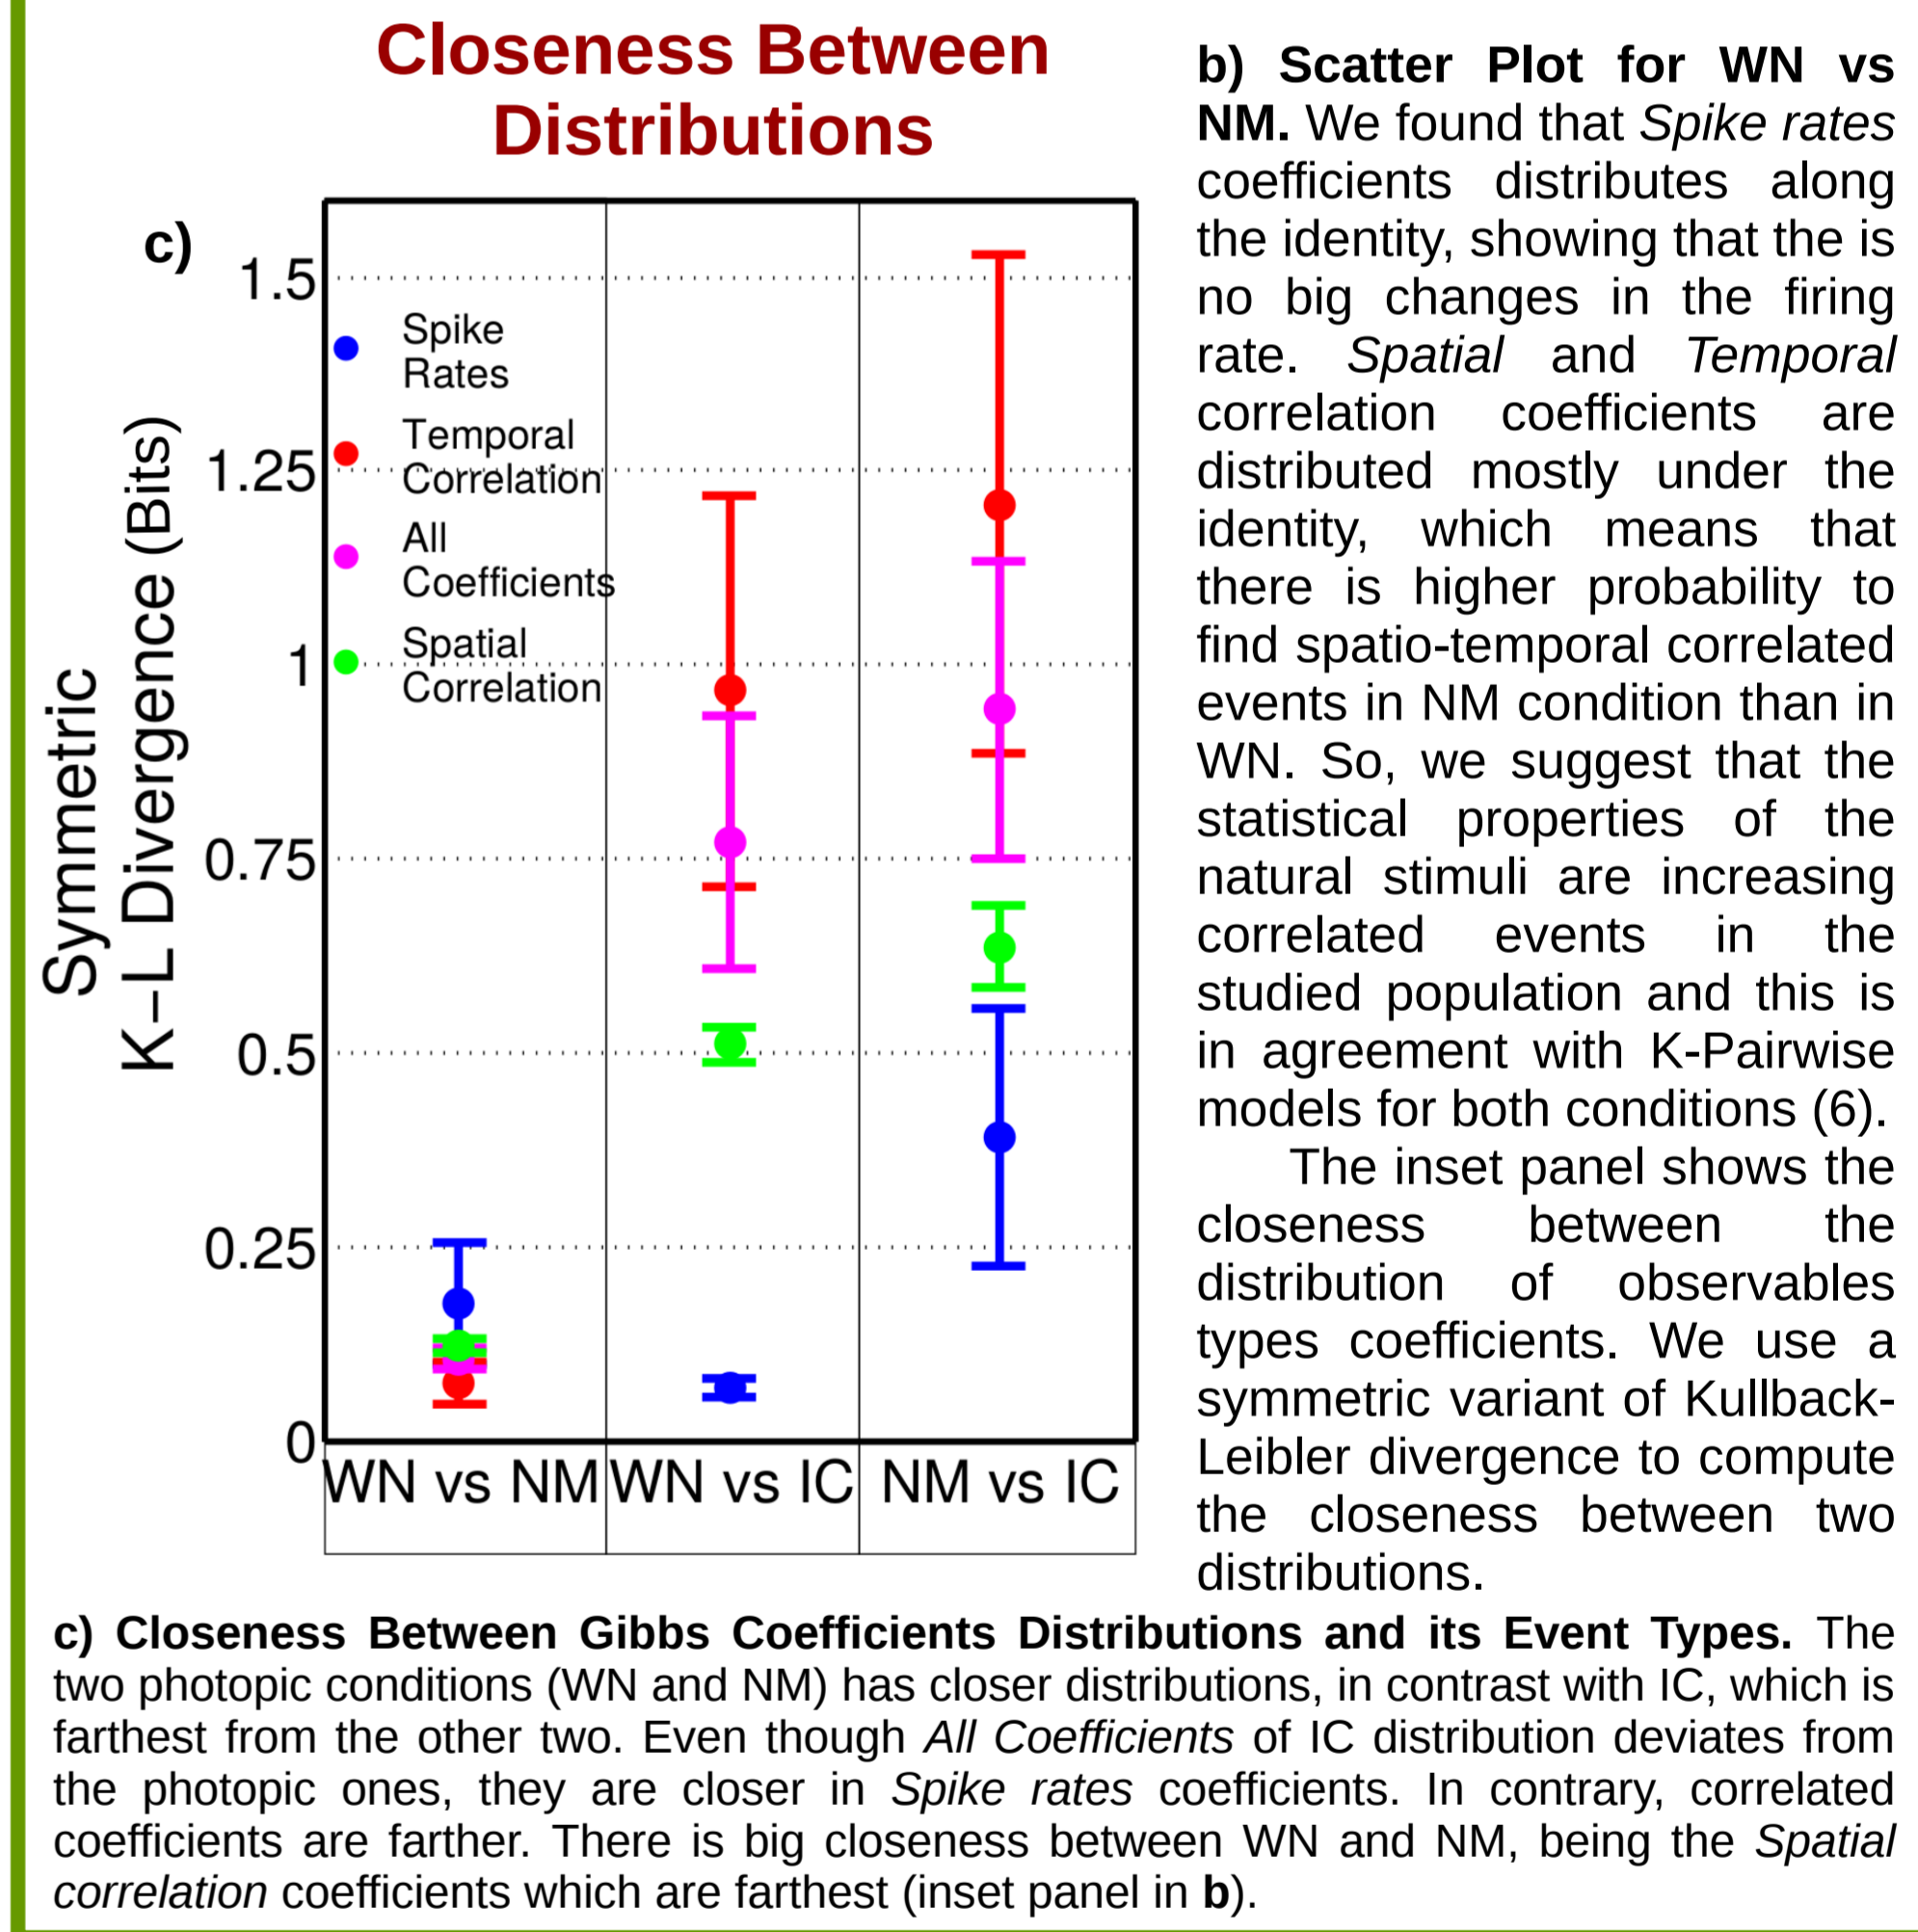 Closeness Between
Distributions
c)
1.5
1.25
1
0.75
0.5
0.25
0
Symmetric
K–L Divergence (Bits)
Spike
Rates
Temporal
Correlation
All
Coefficients
Spatial
Correlation
WN vs NM
WN vs IC
NM vs IC
b) Scatter Plot for WN vs
NM. We found that Spike rates
coefficients distributes along
the identity, showing that the is
no big changes in the firing
rate. Spatial and Temporal
correlation coefficients are
distributed mostly under the
identity, which means that
there is higher probability to
find spatio-temporal correlated
events in NM condition than in
WN. So, we suggest that the
statistical properties of the
natural stimuli are increasing
correlated events in the
studied population and this is
in agreement with K-Pairwise
models for both conditions (6).
The inset panel shows the
closeness between the
distribution of observables
types coefficients. We use a
symmetric variant of Kullback-
Leibler divergence to compute
the closeness between two
distributions.
c) Closeness Between Gibbs Coefficients Distributions and its Event Types. The
two photopic conditions (WN and NM) has closer distributions, in contrast with IC, which is
farthest from the other two. Even though All Coefficients of IC distribution deviates from
the photopic ones, they are closer in Spike rates coefficients. In contrary, correlated
coefficients are farther. There is big closeness between WN and NM, being the Spatial
correlation coefficients which are farthest (inset panel in b).